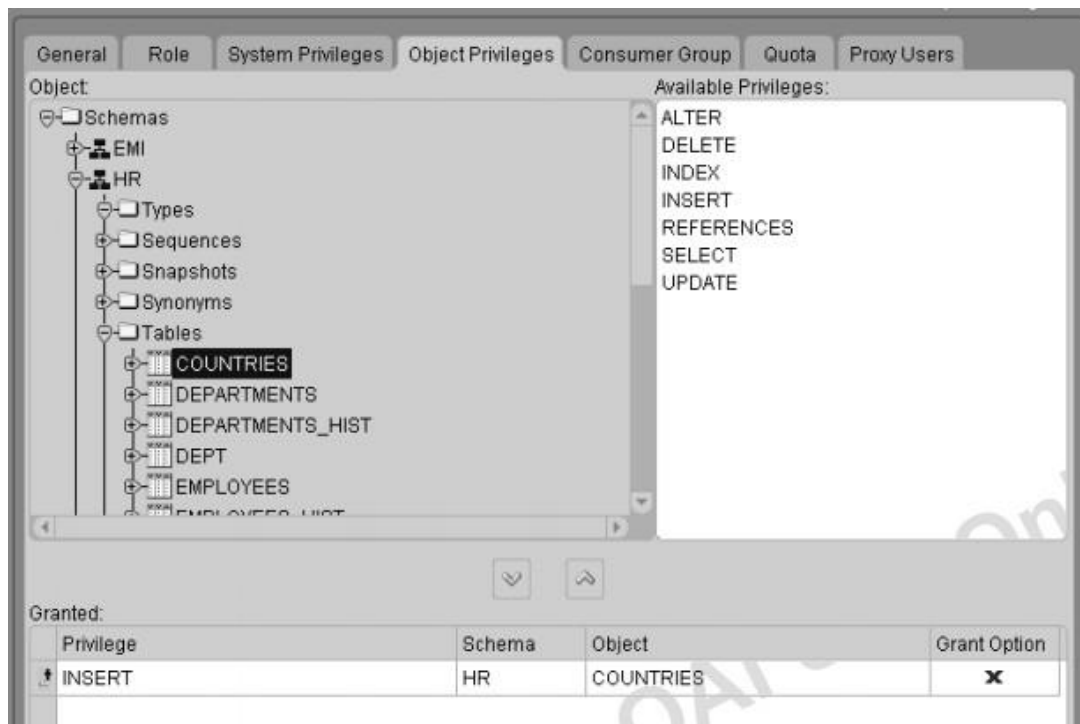 General Role System Privileges Object Privileges Consumer Group Quota Proxy Users
Object:
Schemas
EMI
HR
Types
Sequences
Snapshots
Synonyms
Tables
COUNTRIES
DEPARTMENTS
DEPARTMENTS_HIST
DEPT
EMPLOYEES
Available Privileges:
ALTER
DELETE
INDEX
INSERT
REFERENCES
SELECT
UPDATE
Granted:
Privilege Schema Object Grant Option
INSERT HR COUNTRIES